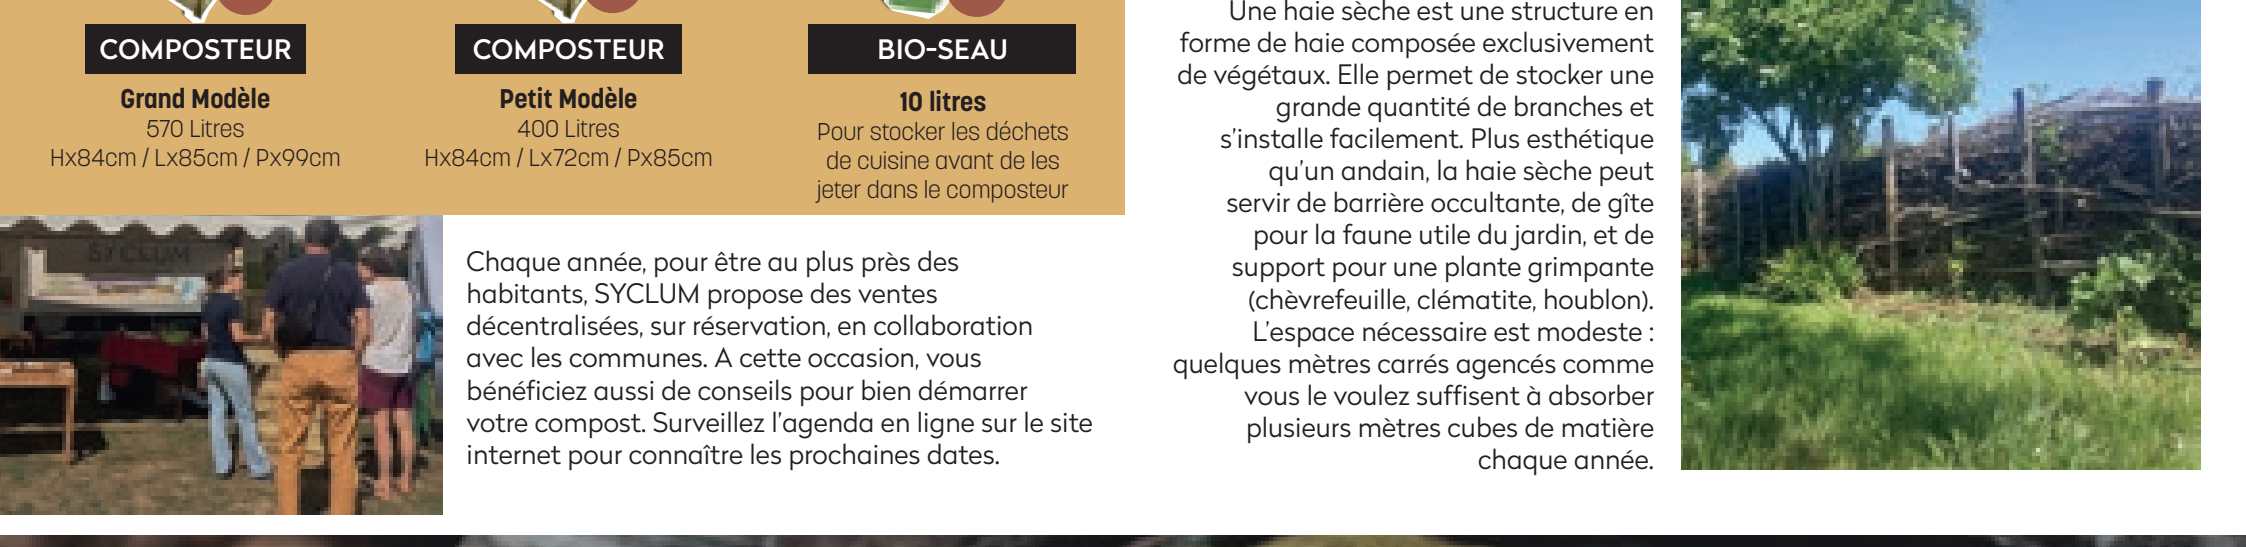 COMPOSTEUR
Grand Modèle
570 Litres
Hx84cm / Lx85cm / Px99cm
COMPOSTEUR
Petit Modèle
400 Litres
Hx84cm / Lx72cm / Px85cm
BIO-SEAU
10 litres
Pour stocker les déchets
de cuisine avant de les
jeter dans le composteur
SYCLUM
Chaque année, pour être au plus près des
habitants, SYCLUM propose des ventes
décentralisées, sur réservation, en collaboration
avec les communes. A cette occasion, vous
bénéficiez aussi de conseils pour bien démarrer
votre compost. Surveillez l'agenda en ligne sur le site
internet pour connaître les prochaines dates.
Une haie sèche est une structure en
forme de haie composée exclusivement
de végétaux. Elle permet de stocker une
grande quantité de branches et
s'installe facilement. Plus esthétique
qu'un andain, la haie sèche peut
servir de barrière occultante, de gîte
pour la faune utile du jardin, et de
support pour une plante grimpante
(chèvrefeuille, clématite, houblon).
L'espace nécessaire est modeste :
quelques mètres carrés agencés comme
vous le voulez suffisent à absorber
plusieurs mètres cubes de matière
chaque année.